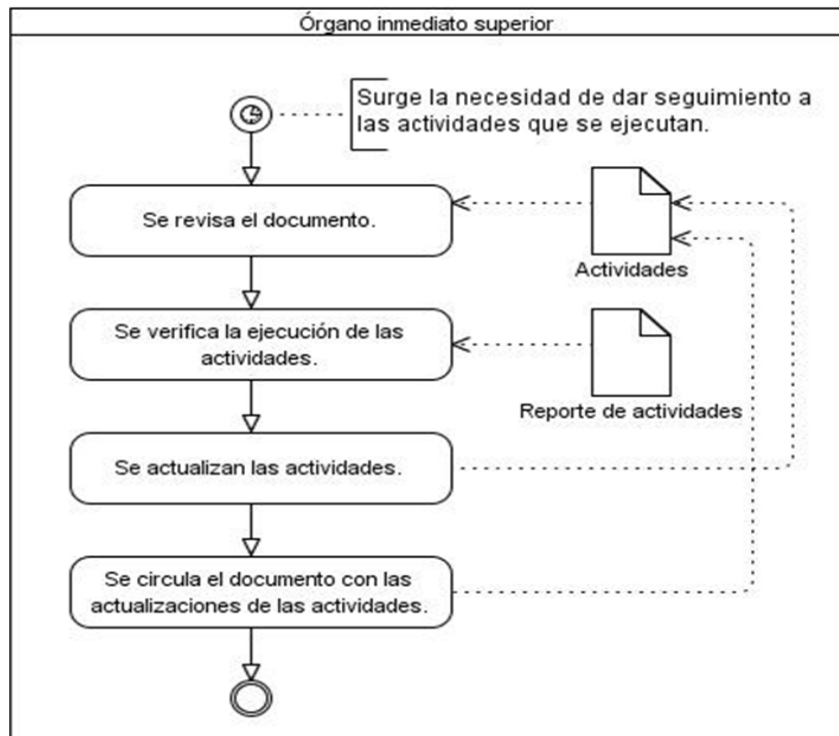 Órgano inmediato superior
Surge la necesidad de dar seguimiento a
las actividades que se ejecutan.
Se revisa el documento.
Actividades
Se verifica la ejecución de las
actividades.
Reporte de actividades
Se actualizan las actividades.
Se circula el documento con las
actualizaciones de las actividades.